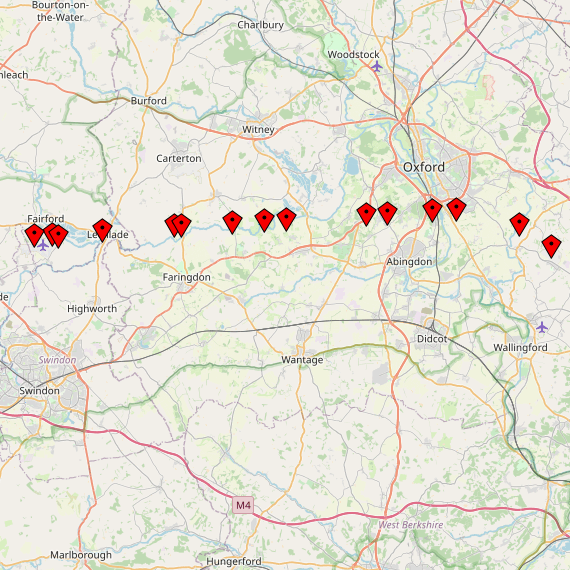 Bourton-on-
the-Water
Charlbury
Woodstock
nleach
Burford
Witney
Carterton
Oxford
Fairford
Abingdon
Faringdon
de
Highworth
Didcot
Wallingford
Swindon
Wantage
Swindon
M4
West Berkshire
Marlborough
Hungerford